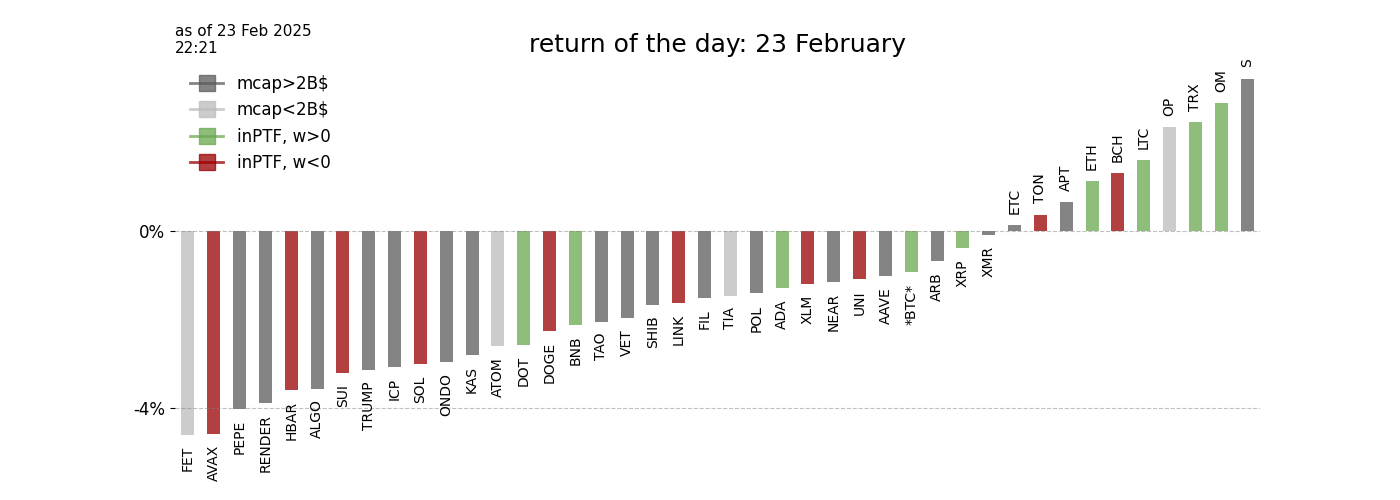 as of 23 Feb 2025
22:21
return of the day: 23 February
mcap>2B$
mcap<2B$
inPTF, w>0
inPTF, w<0
0%
-4%
FET
AVAX
PEPE
RENDER
HBAR
ALGO
SUI
TRUMP
ICP
SOL
ONDO
KAS
ATOM
DOT
DOGE
BNB
TAO
VET
SHIB
LINK
FIL
TIA
POL
ADA
XLM
NEAR
UNI
AAVE
*BTC*
ARB
XRP
XMR
ETC
TON
APT
ETH
BCH
LTC
OP
TRX
OM
S